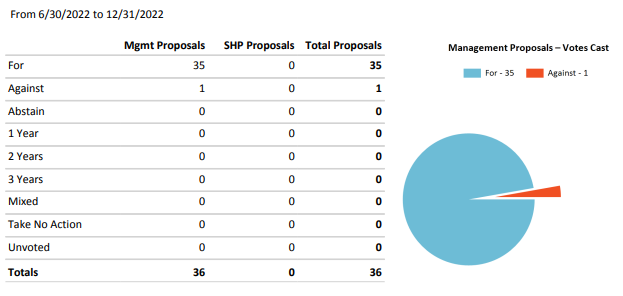 From 6/30/2022 to 12/31/2022
Mgmt Proposals SHP Proposals Total Proposals
For 35 0 35
Against 1 0 1
Abstain 0 0 0
1 Year 0 0 0
2 Years 0 0 0
3 Years 0 0 0
Mixed 0 0 0
Take No Action 0 0 0
Unvoted 0 0 0
Totals 36 0 36
Management Proposals – Votes Cast
For - 35 Against - 1